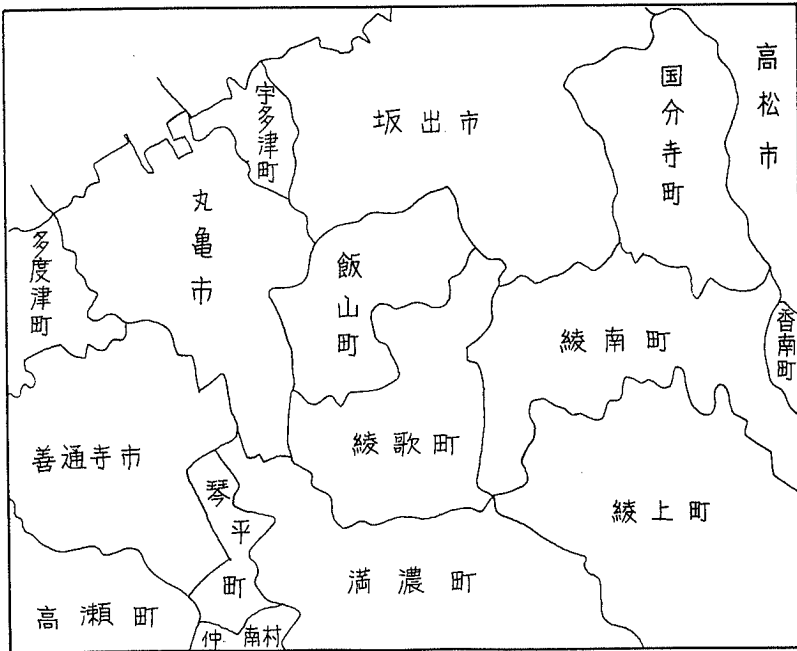 高松市
国分寺町
宇多津町
坂出市
丸亀市
多度津町
飯山町
香南町
綾南町
綾歌町
善通寺市
琴平町
綾上町
満濃町
高瀬町
仲南村